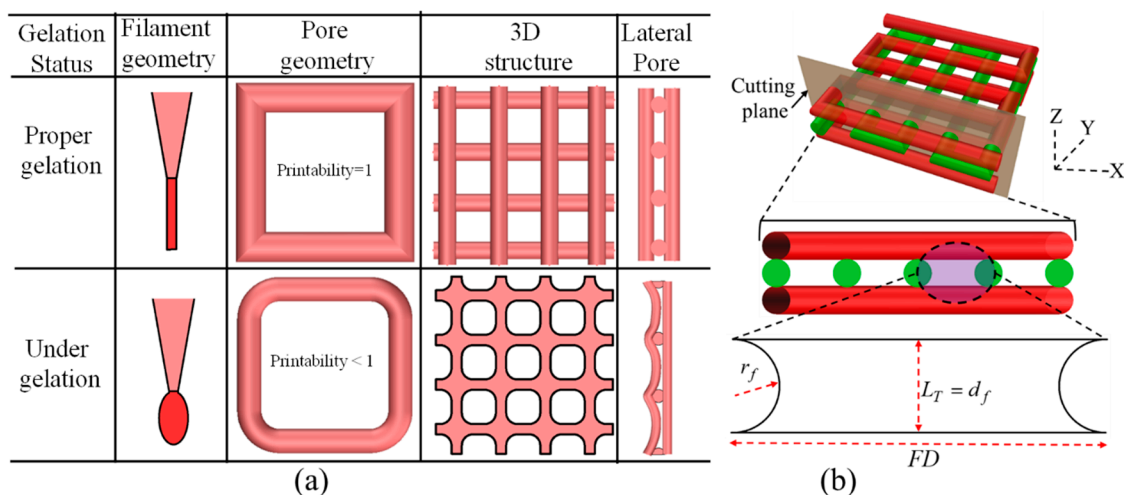 Gelation
Status
Filament
geometry
Pore
geometry
3D
structure
Lateral
Pore
Proper
gelation
Printability=1
Under
gelation
Printability < 1
(a)
Cutting
plane
Z
Y
X
r_f
L_T = d_f
FD
(b)